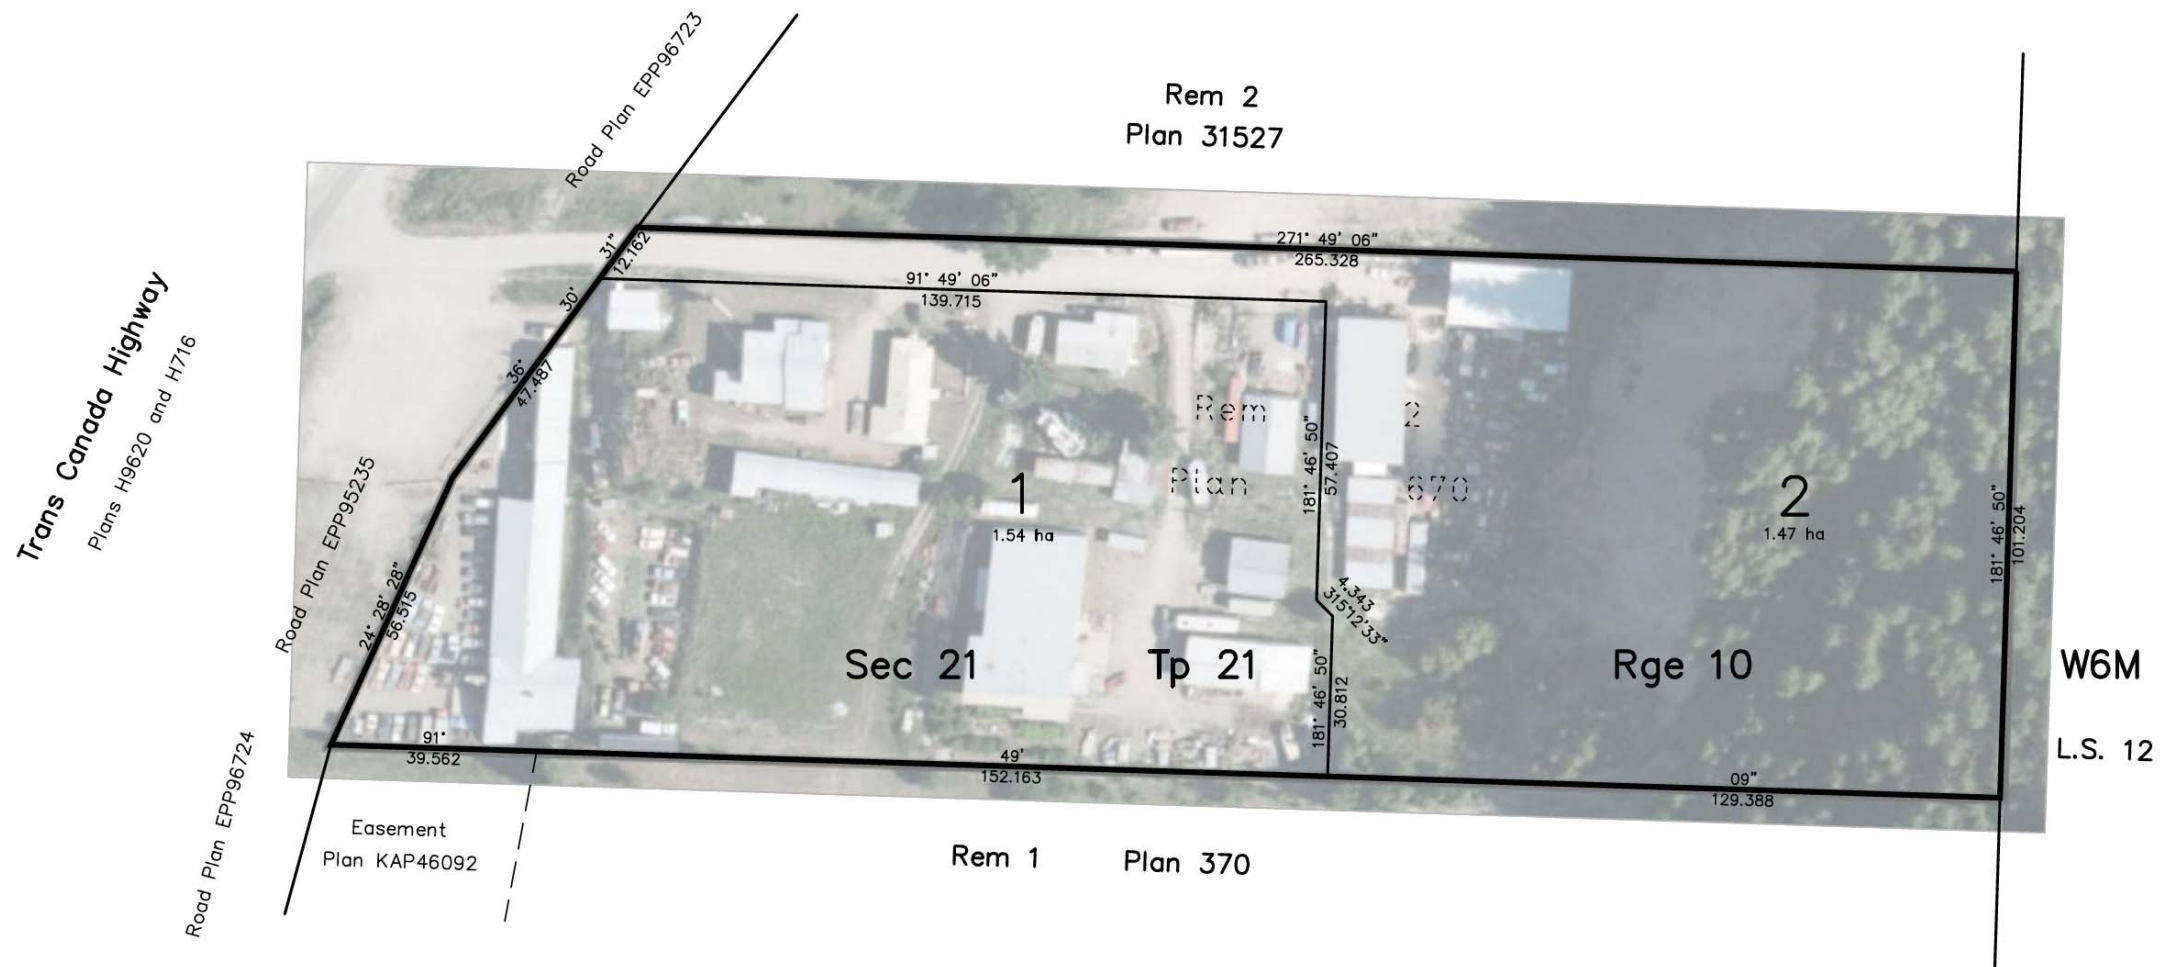 Road Plan EPP96723
Rem 2
Plan 31527
Trans Canada Highway
Plans H9620 and H716
31"
12.162
30'
36°
47.487
271° 49' 06"
265.328
91° 49' 06"
139.715
Rem 2
Plan 670
181° 46' 50"
57.407
1
1.54 ha
2
1.47 ha
181° 46' 50"
101.204
Road Plan EPP95235
24° 28' 28"
56.515
4.343
315°12'33"
Sec 21
Tp 21
Rge 10
W6M
181° 46' 50"
30.812
L.S. 12
91°
39.562
49'
152.163
09"
129.388
Road Plan EPP96724
Easement
Plan KAP46092
Rem 1 Plan 370